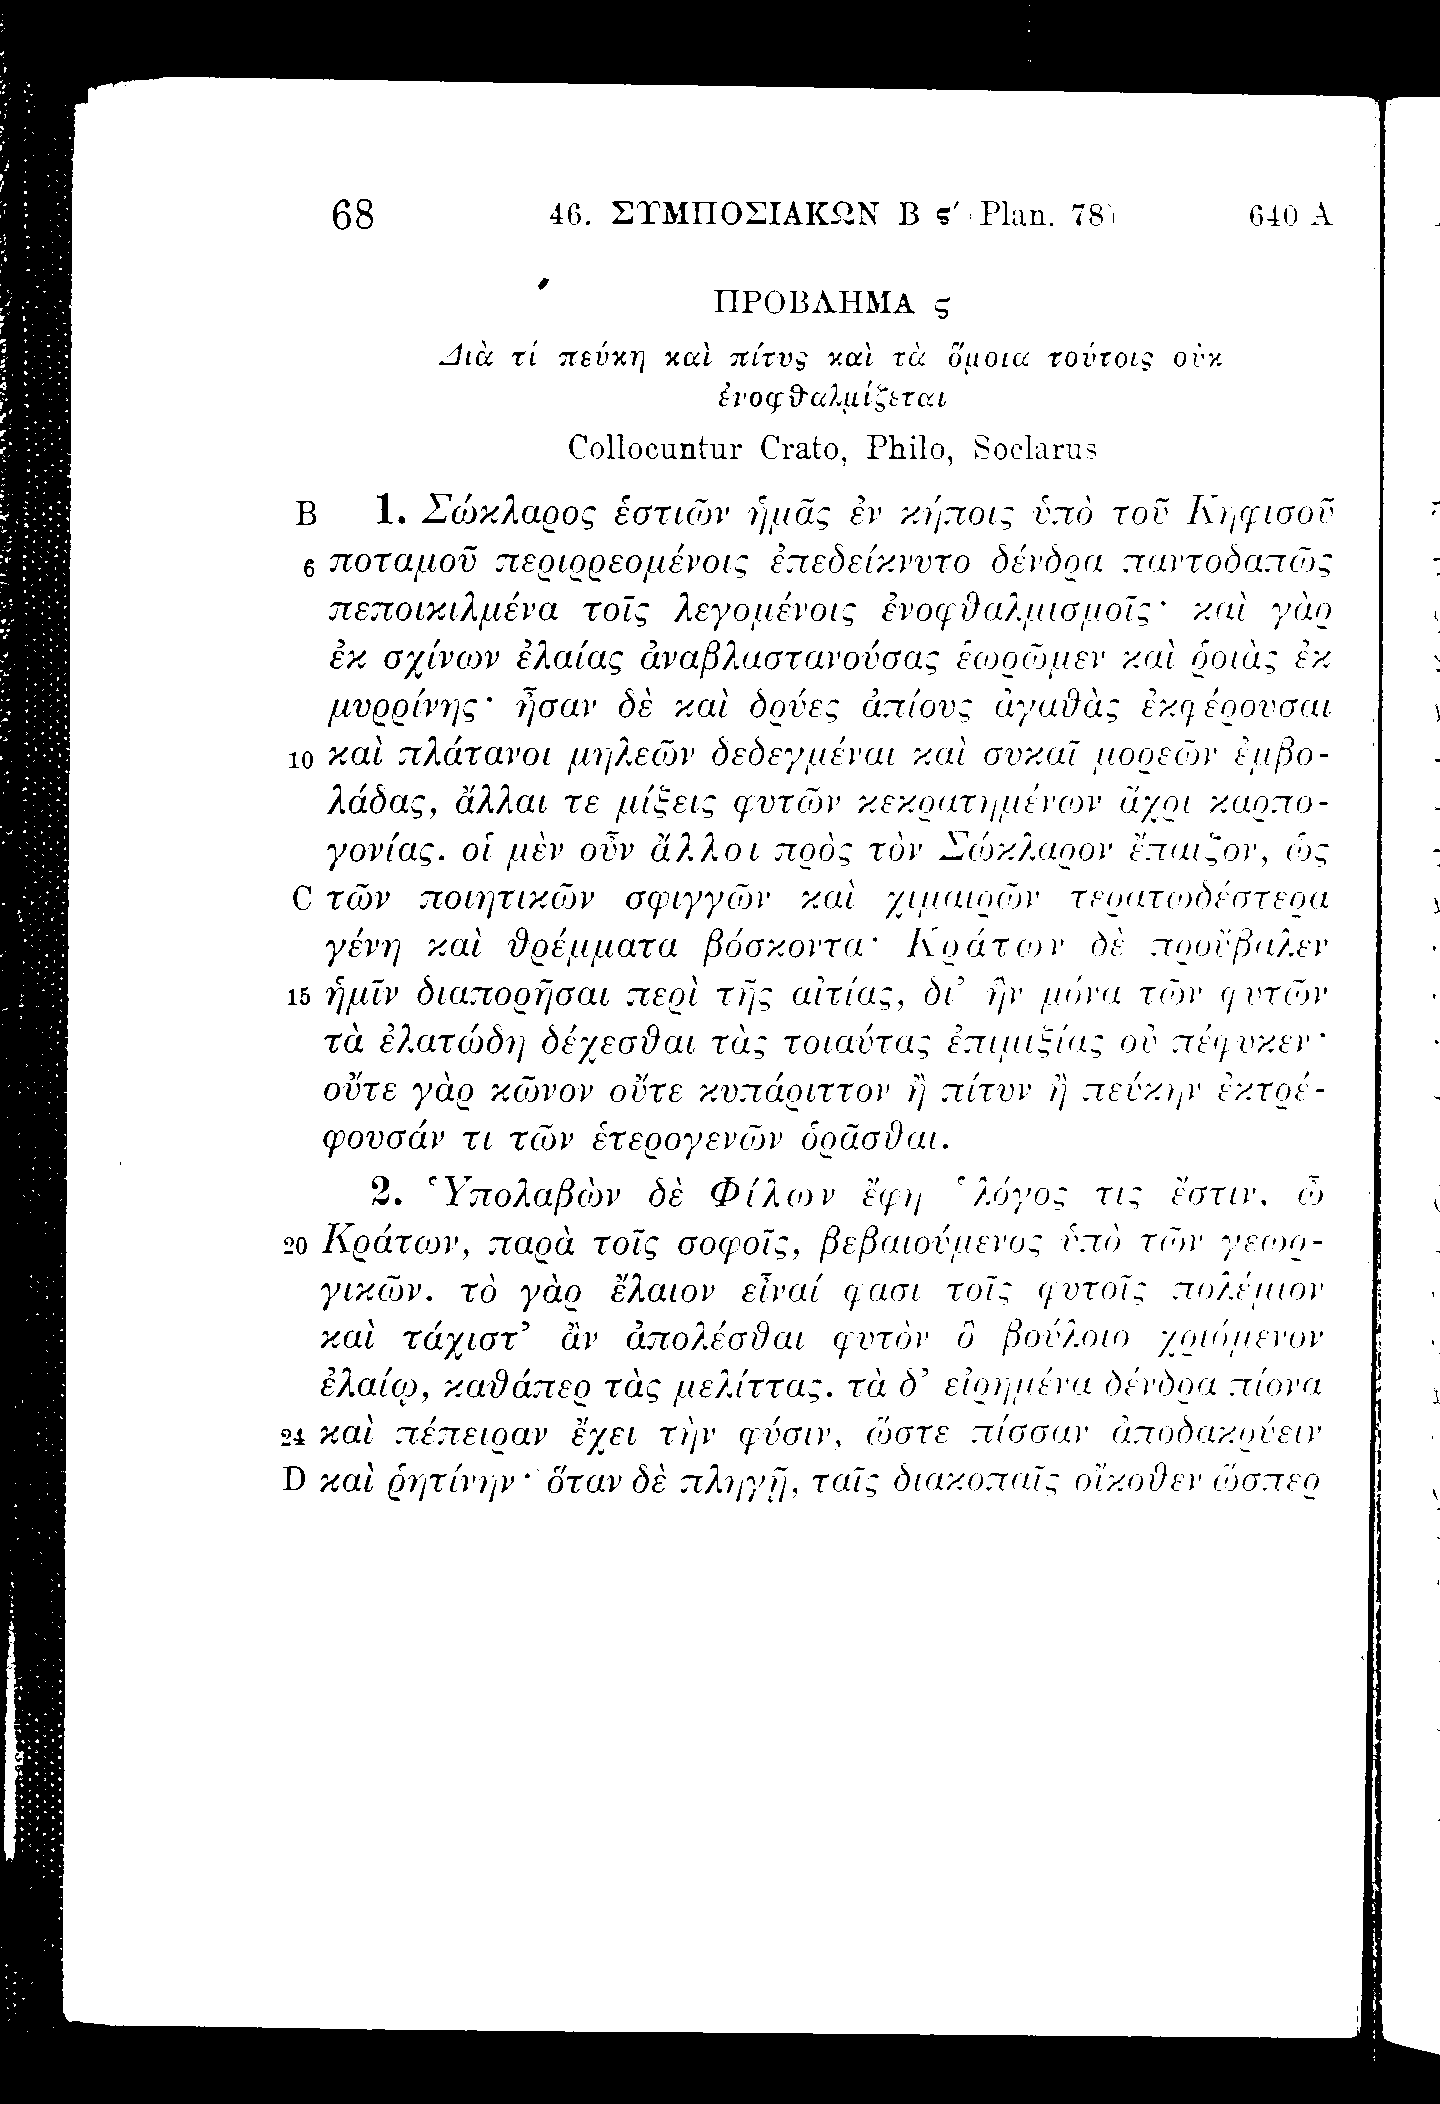 68 46. ΣΥΜΠΟΣΙΑΚΩΝ Β ϛ′ (Plan. 78) 640 A
ΠΡΟΒΛΗΜΑ ϛ
Διὰ τί πεύκη καὶ πίτυς καὶ τὰ ὅμοια τούτοις οὐκ
ἐνοφθαλμίζεται
Collocuntur Crato, Philo, Soclarus
B 1. Σώκλαρος ἑστιῶν ἡμᾶς ἐν κήποις ὑπὸ τοῦ Κηφισοῦ
6 ποταμοῦ περιρρεομένοις ἐπεδείκνυτο δένδρα παντοδαπῶς
πεποικιλμένα τοῖς λεγομένοις ἐνοφθαλμισμοῖς· καὶ γὰρ
ἐκ σχίνων ἐλαίας ἀναβλαστανούσας ἑωρῶμεν καὶ ῥοιὰς ἐκ
μυρρίνης· ἦσαν δὲ καὶ δρύες ἀπίους ἀγαθὰς ἐκφέρουσαι
10 καὶ πλάτανοι μηλεῶν δεδεγμέναι καὶ συκαῖ μορεῶν ἐμβο-
λάδας, ἄλλαι τε μίξεις φυτῶν κεκρατημένων ἄχρι καρπο-
γονίας. οἱ μὲν οὖν ἄλλοι πρὸς τὸν Σώκλαρον ἔπαιζον, ὡς
C τῶν ποιητικῶν σφιγγῶν καὶ χιμαιρῶν τερατωδέστερα
γένη καὶ θρέμματα βόσκοντα· Κράτων δὲ προΰβαλεν
15 ἡμῖν διαπορῆσαι περὶ τῆς αἰτίας, δι’ ἣν μόνα τῶν φυτῶν
τὰ ἐλατώδη δέχεσθαι τὰς τοιαύτας ἐπιμιξίας οὐ πέφυκεν·
οὔτε γὰρ κῶνον οὔτε κυπάριττον ἢ πίτυν ἢ πεύκην ἐκτρέ-
φουσάν τι τῶν ἑτερογενῶν ὁρᾶσθαι.
2. Ὑπολαβὼν δὲ Φίλων ἔφη ‘λόγος τις ἔστιν, ὦ
20 Κράτων, παρὰ τοῖς σοφοῖς, βεβαιούμενος ὑπὸ τῶν γεωρ-
γικῶν. τὸ γὰρ ἔλαιον εἶναί φασι τοῖς φυτοῖς πολέμιον
καὶ τάχιστ’ ἂν ἀπολέσθαι φυτὸν ὃ βούλοιο χριόμενον
ἐλαίῳ, καθάπερ τὰς μελίττας. τὰ δ’ εἰρημένα δένδρα πίονα
24 καὶ πέπειραν ἔχει τὴν φύσιν, ὥστε πίσσαν ἀποδακρύειν
D καὶ ῥητίνην· ὅταν δὲ πληγῇ, ταῖς διακοπαῖς οἴκοθεν ὥσπερ